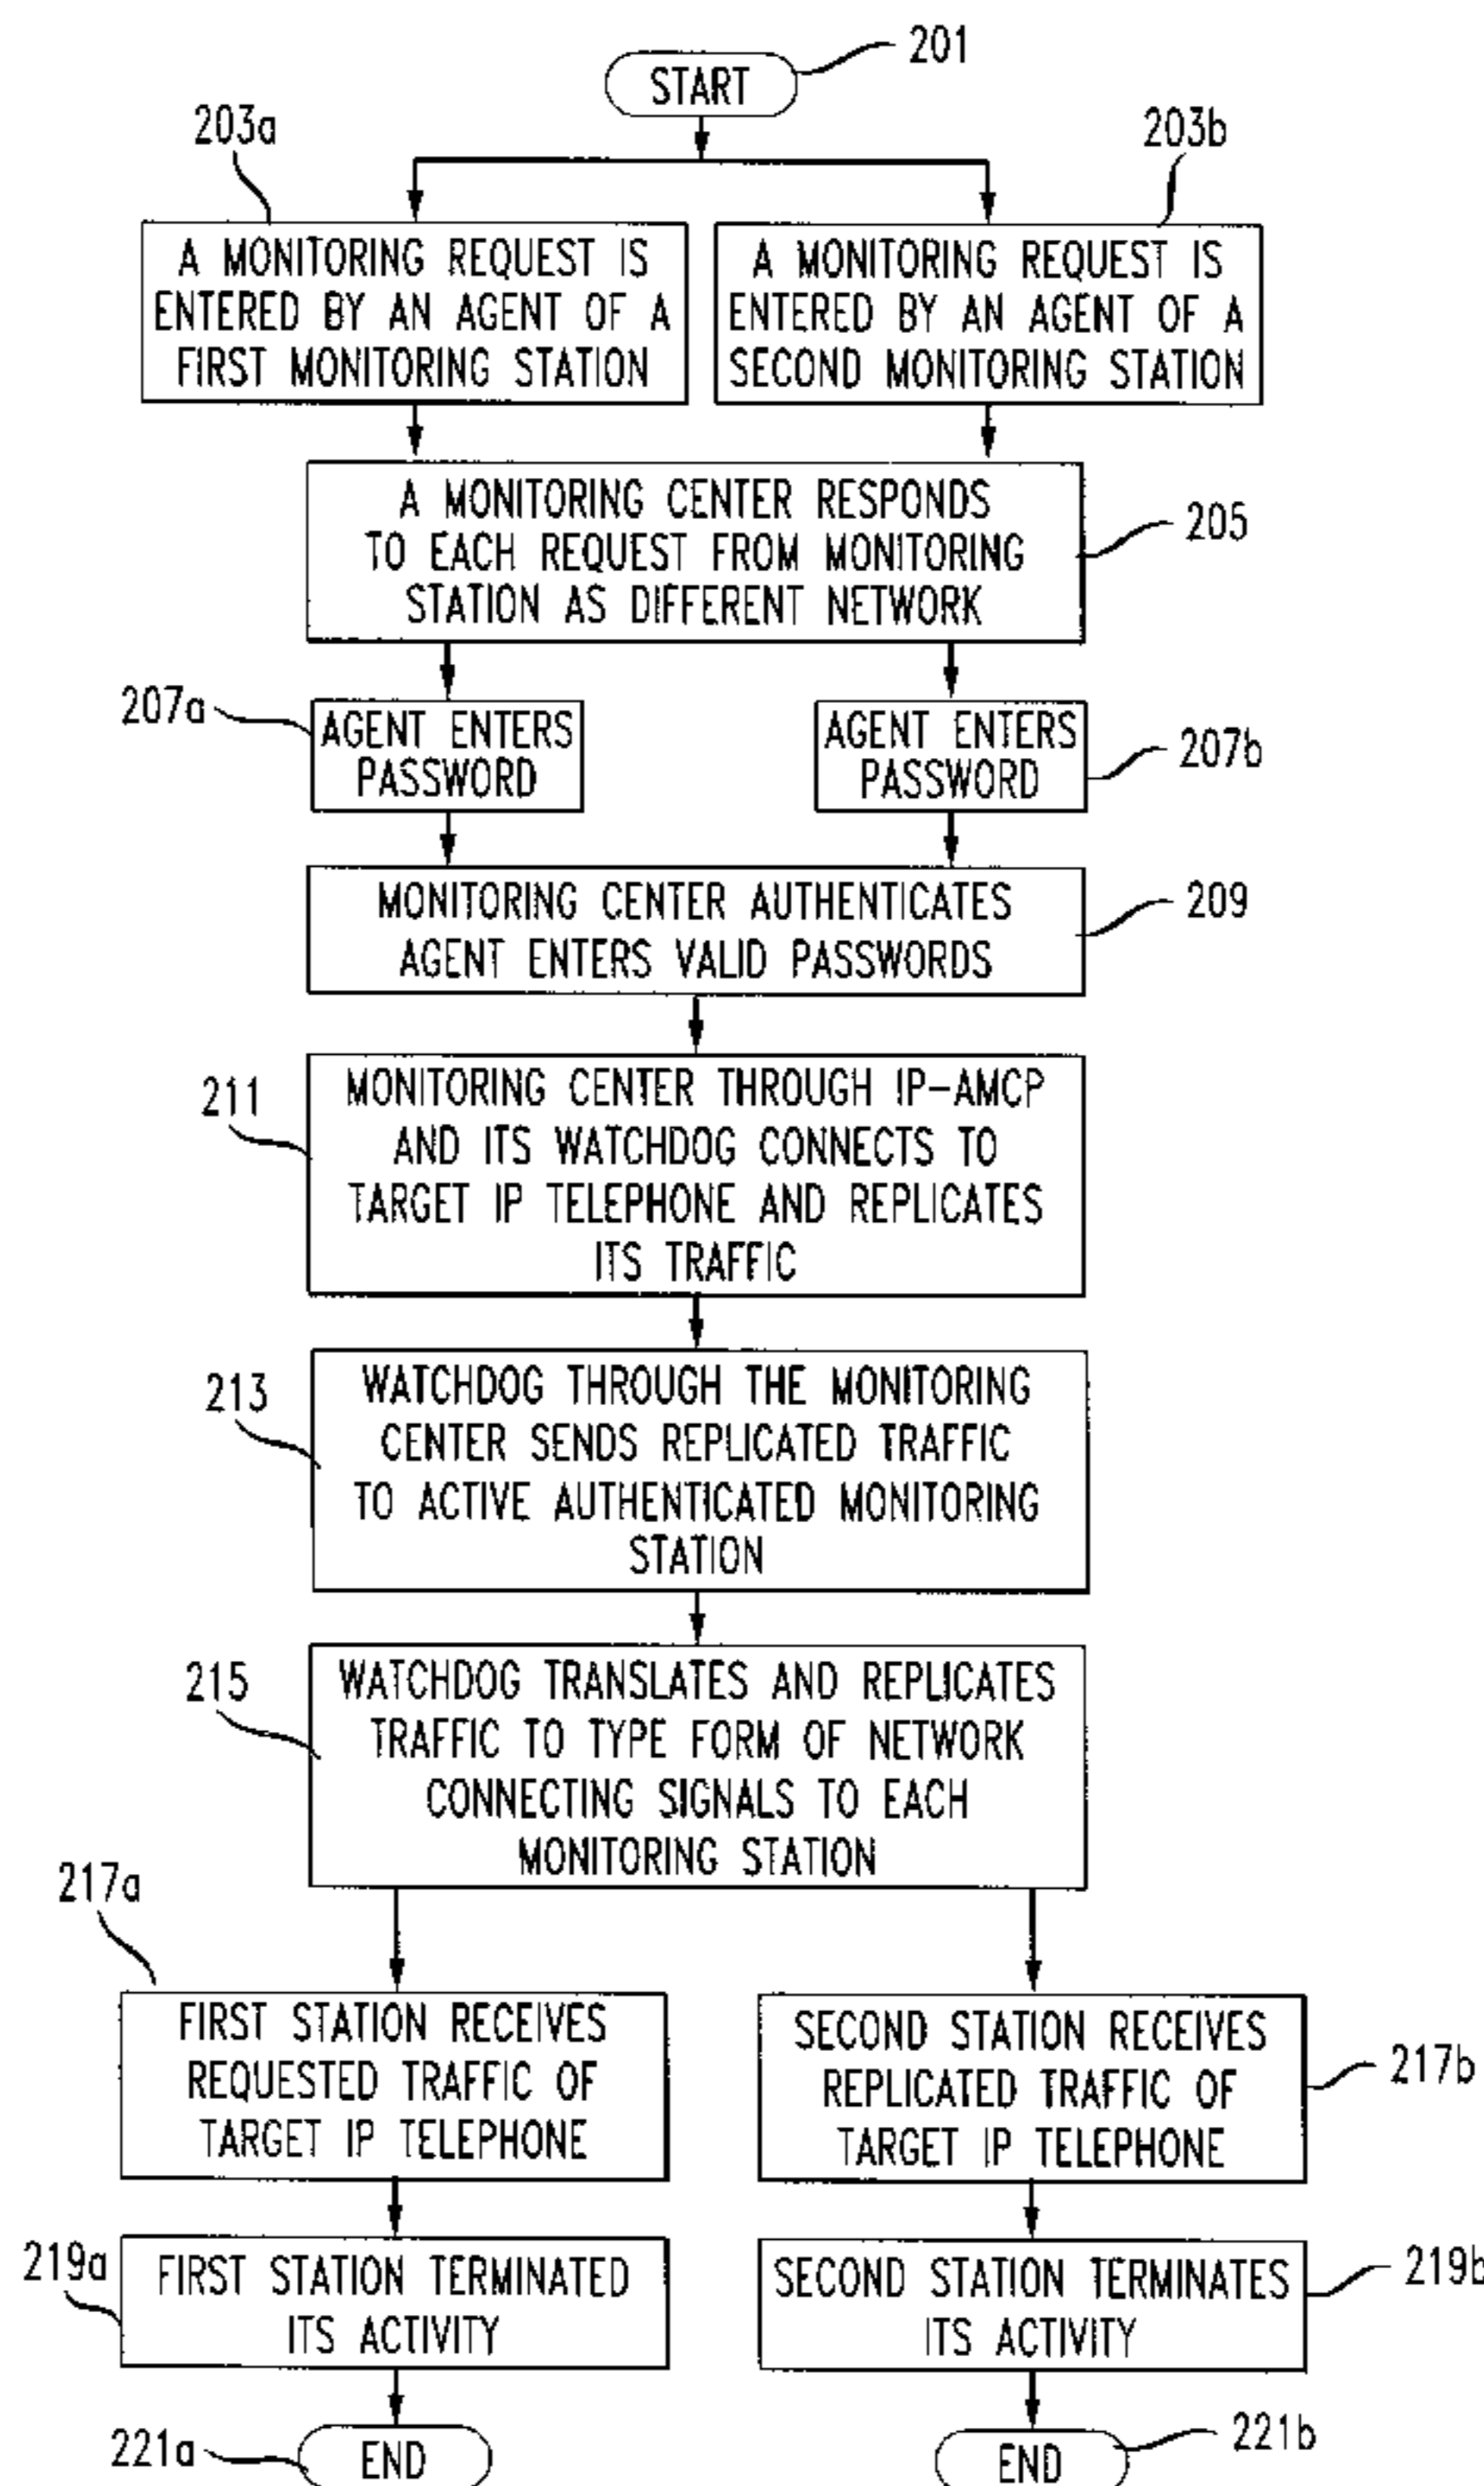 201
START
203a
203b
A MONITORING REQUEST IS
ENTERED BY AN AGENT OF A
FIRST MONITORING STATION
A MONITORING REQUEST IS
ENTERED BY AN AGENT OF A
SECOND MONITORING STATION
A MONITORING CENTER RESPONDS
TO EACH REQUEST FROM MONITORING
STATION AS DIFFERENT NETWORK
205
207a
AGENT ENTERS
PASSWORD
AGENT ENTERS
PASSWORD
207b
MONITORING CENTER AUTHENTICATES
AGENT ENTERS VALID PASSWORDS
209
211
MONITORING CENTER THROUGH IP-AMCP
AND ITS WATCHDOG CONNECTS TO
TARGET IP TELEPHONE AND REPLICATES
ITS TRAFFIC
213
WATCHDOG THROUGH THE MONITORING
CENTER SENDS REPLICATED TRAFFIC
TO ACTIVE AUTHENTICATED MONITORING
STATION
215
WATCHDOG TRANSLATES AND REPLICATES
TRAFFIC TO TYPE FORM OF NETWORK
CONNECTING SIGNALS TO EACH
MONITORING STATION
217a
FIRST STATION RECEIVES
REQUESTED TRAFFIC OF
TARGET IP TELEPHONE
SECOND STATION RECEIVES
REPLICATED TRAFFIC OF
TARGET IP TELEPHONE
217b
219a
FIRST STATION TERMINATED
ITS ACTIVITY
SECOND STATION TERMINATES
ITS ACTIVITY
219b
221a
END
END
221b